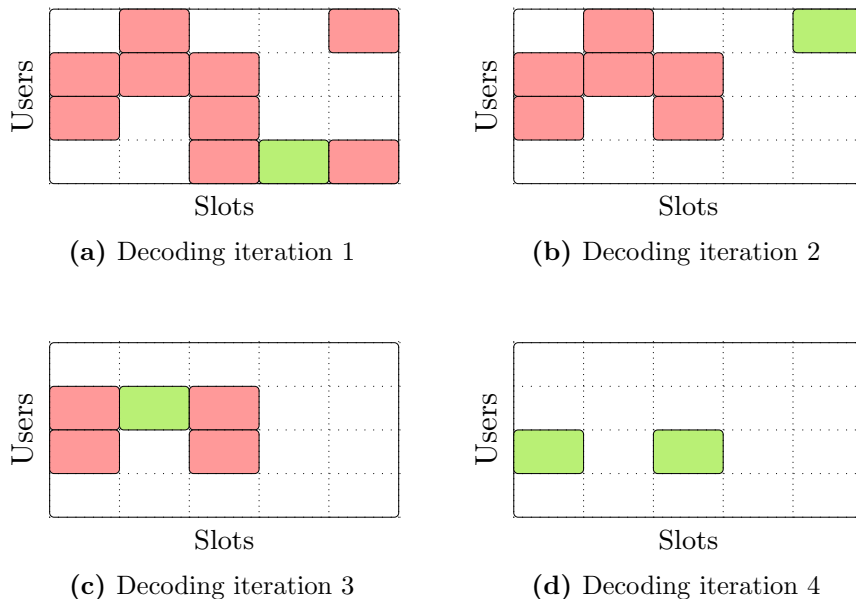 Users
Slots
(a) Decoding iteration 1
Users
Slots
(b) Decoding iteration 2
Users
Slots
(c) Decoding iteration 3
Users
Slots
(d) Decoding iteration 4